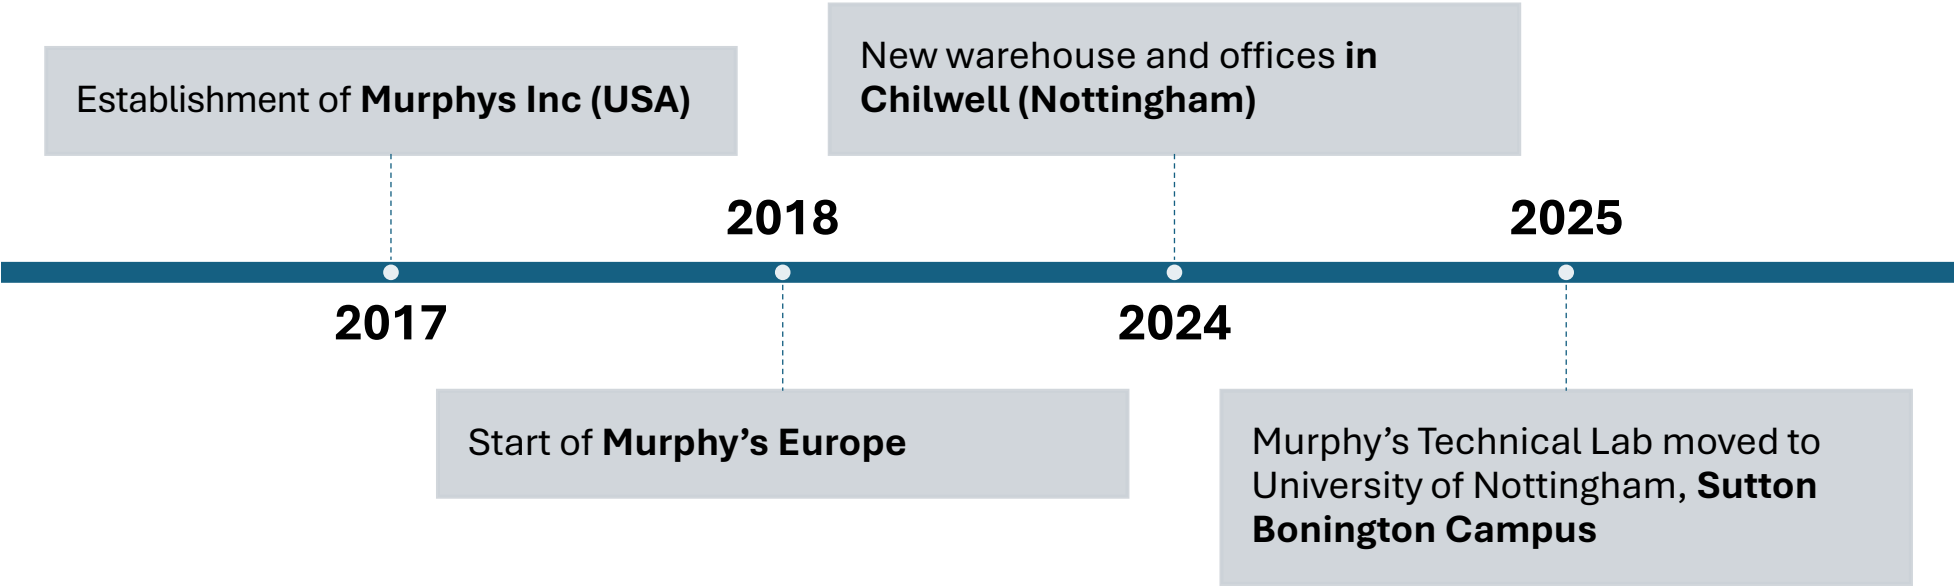 Establishment of Murphys Inc (USA)
New warehouse and offices in
Chilwell (Nottingham)
2018
2025
2017
2024
Start of Murphy’s Europe
Murphy’s Technical Lab moved to
University of Nottingham, Sutton
Bonington Campus